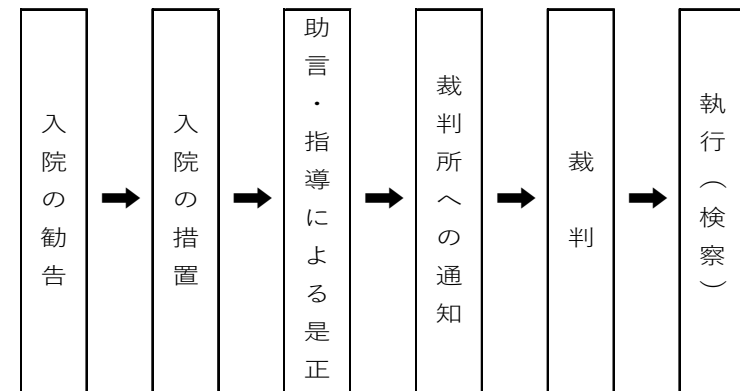 入院の勧告
入院の措置
助言・指導による是正
裁判所への通知
裁判
執行（検察）